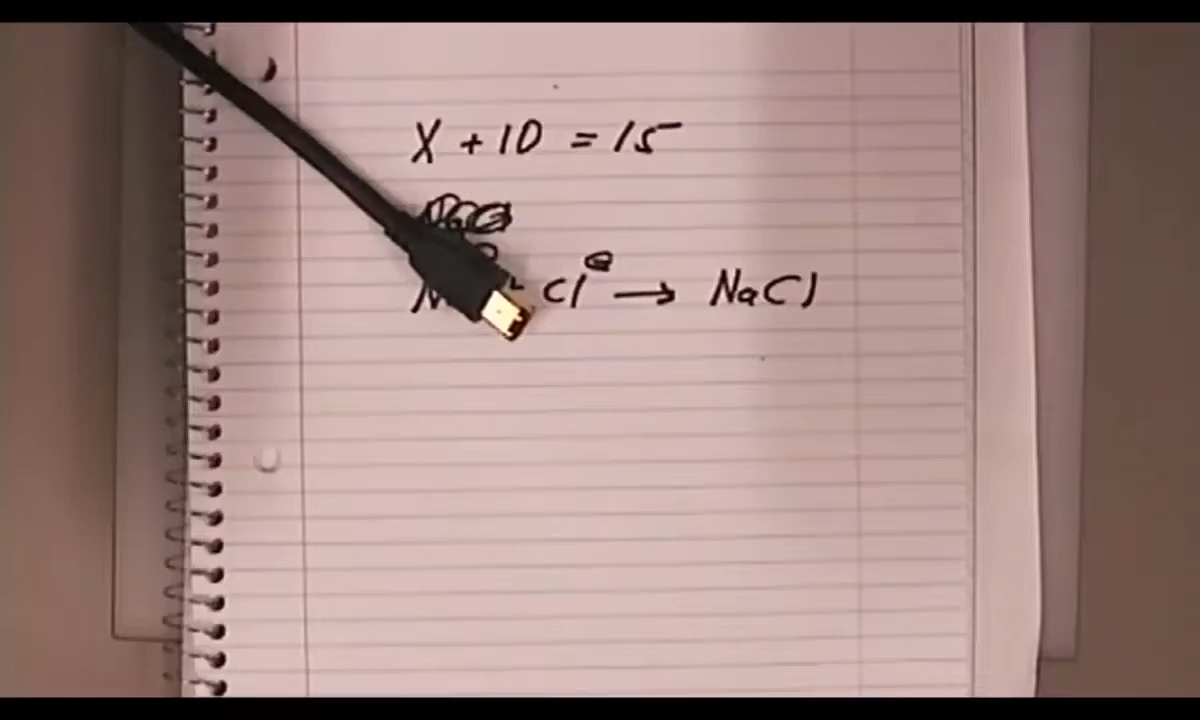 X + 10 = 15
Cl⊖ → NaCl